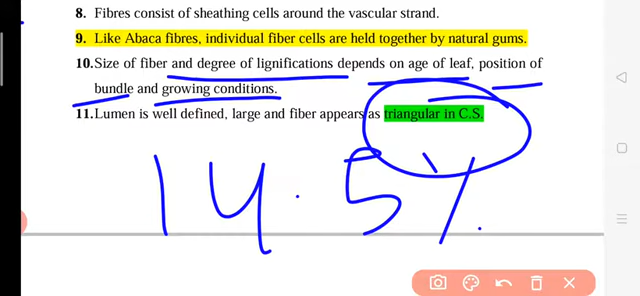 8. Fibres consist of sheathing cells around the vascular strand.
9. Like Abaca fibres, individual fiber cells are held together by natural gums.
10.Size of fiber and degree of lignifications depends on age of leaf, position of
bundle and growing conditions.
11.Lumen is well defined, large and fiber appears as triangular in C.S.
14.5%